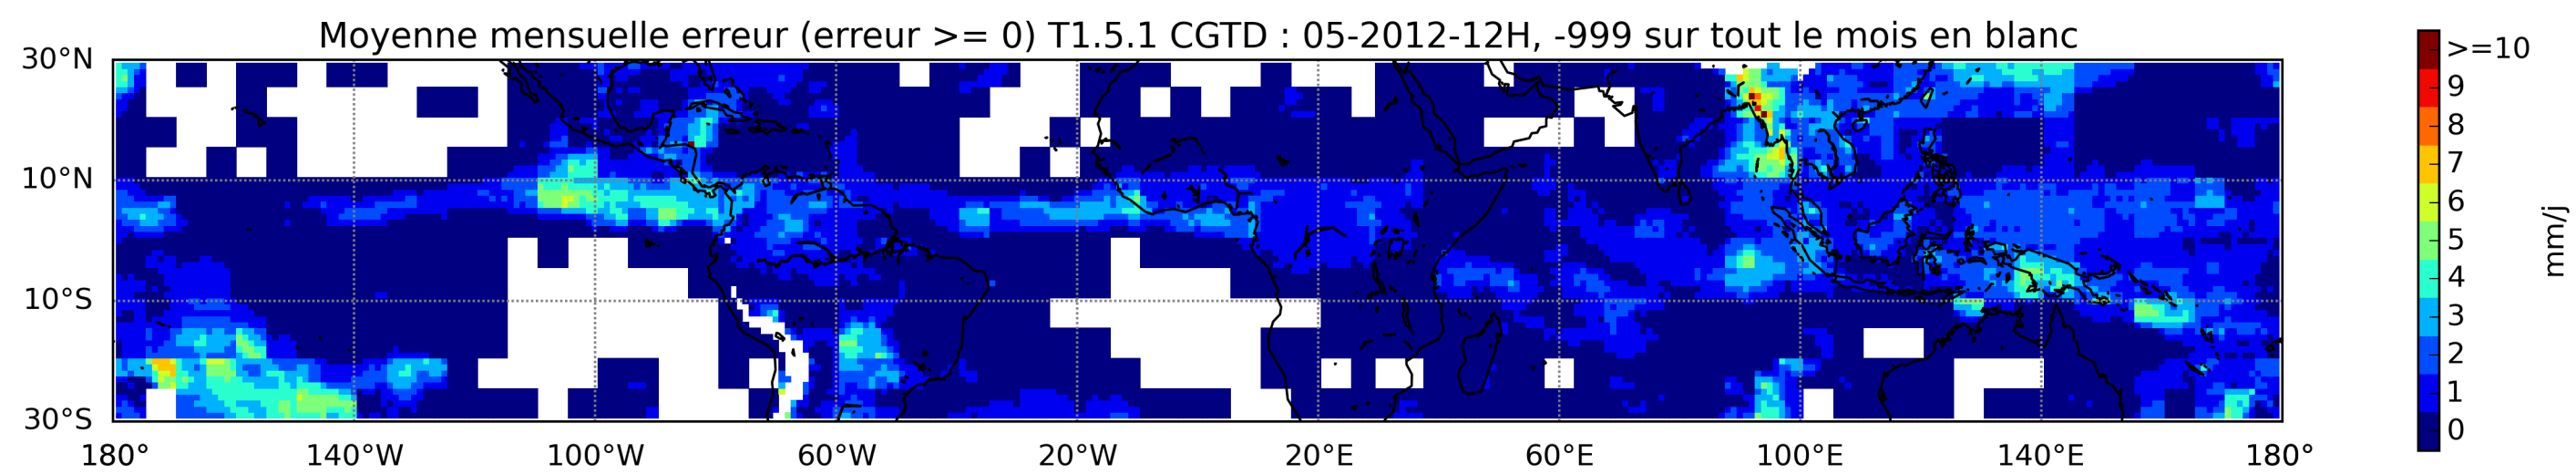 Moyenne mensuelle erreur (erreur >= 0) T1.5.1 CGTD : 05-2012-12H, -999 sur tout le mois en blanc
30°N
10°N
10°S
30°S
180°
140°W
100°W
60°W
20°W
20°E
60°E
100°E
140°E
180°
>=10
9
8
7
6
5
4
3
2
1
0
mm/j